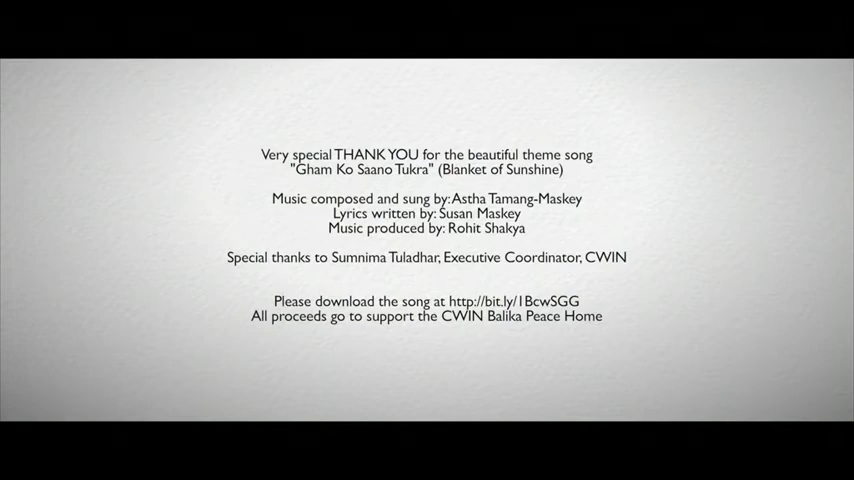 Very special THANK YOU for the beautiful theme song
"Gham Ko Saano Tukra" (Blanket of Sunshine)
Music composed and sung by: Astha Tamang-Maskey
Lyrics written by: Susan Maskey
Music produced by: Rohit Shakya
Special thanks to Sumnima Tuladhar, Executive Coordinator, CWIN
Please download the song at http://bit.ly/1BcwSGG
All proceeds go to support the CWIN Balika Peace Home